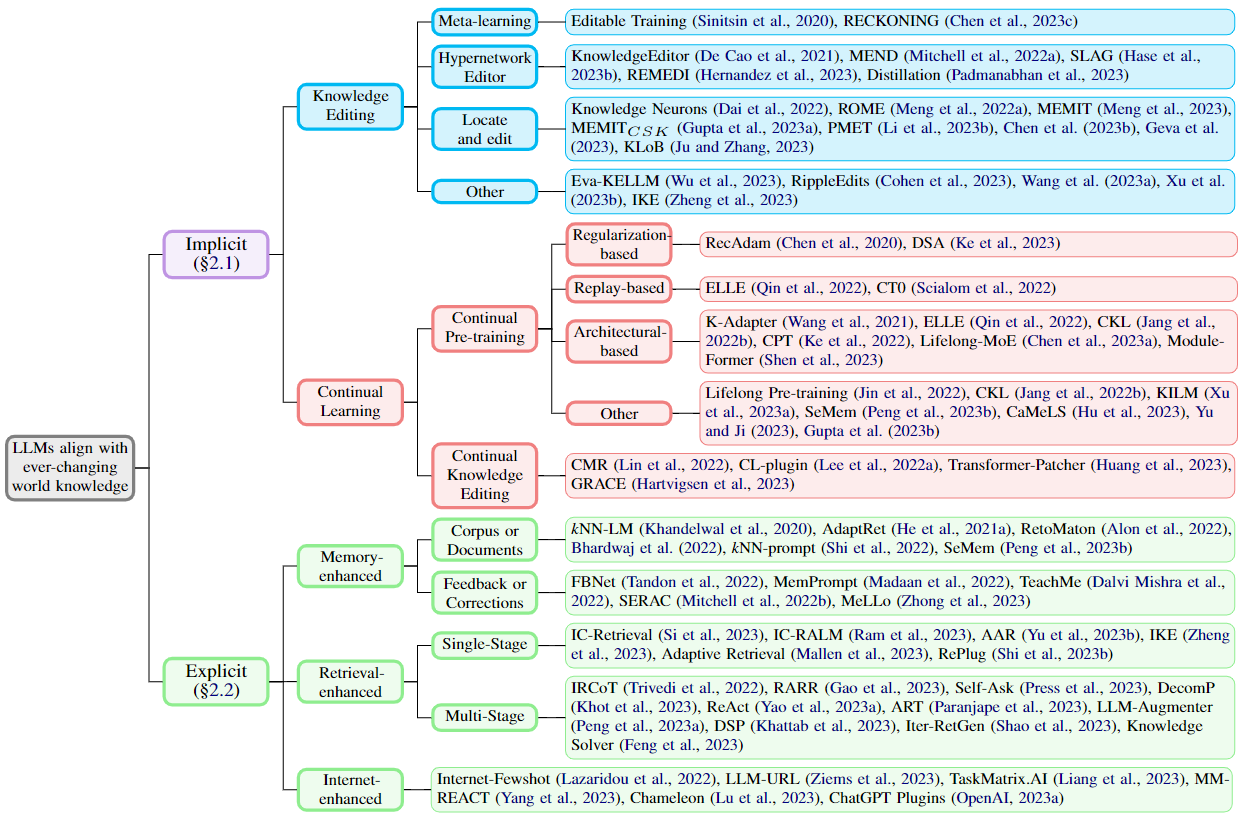 Meta-learning
Editable Training (Sinitsin et al., 2020), RECKONING (Chen et al., 2023c)
Hypernetwork
Editor
KnowledgeEditor (De Cao et al., 2021), MEND (Mitchell et al., 2022a), SLAG (Hase et al.,
2023b), REMEDI (Hernandez et al., 2023), Distillation (Padmanabhan et al., 2023)
Knowledge
Editing
Locate
and edit
Knowledge Neurons (Dai et al., 2022), ROME (Meng et al., 2022a), MEMIT (Meng et al., 2023),
MEMIT_CSK (Gupta et al., 2023a), PMET (Li et al., 2023b), Chen et al. (2023b), Geva et al.
(2023), KLoB (Ju and Zhang, 2023)
Other
Eva-KELLM (Wu et al., 2023), RippleEdits (Cohen et al., 2023), Wang et al. (2023a), Xu et al.
(2023b), IKE (Zheng et al., 2023)
Implicit
(§2.1)
Regularization-
based
RecAdam (Chen et al., 2020), DSA (Ke et al., 2023)
Replay-based
ELLE (Qin et al., 2022), CT0 (Scialom et al., 2022)
Continual
Pre-training
Architectural-
based
K-Adapter (Wang et al., 2021), ELLE (Qin et al., 2022), CKL (Jang et al.,
2022b), CPT (Ke et al., 2022), Lifelong-MoE (Chen et al., 2023a), Module-
Former (Shen et al., 2023)
Continual
Learning
Other
Lifelong Pre-training (Jin et al., 2022), CKL (Jang et al., 2022b), KILM (Xu
et al., 2023a), SeMem (Peng et al., 2023b), CaMeLS (Hu et al., 2023), Yu
and Ji (2023), Gupta et al. (2023b)
Continual
Knowledge
Editing
CMR (Lin et al., 2022), CL-plugin (Lee et al., 2022a), Transformer-Patcher (Huang et al., 2023),
GRACE (Hartvigsen et al., 2023)
LLMs align with
ever-changing
world knowledge
Corpus or
Documents
kNN-LM (Khandelwal et al., 2020), AdaptRet (He et al., 2021a), RetoMaton (Alon et al., 2022),
Bhardwaj et al. (2022), kNN-prompt (Shi et al., 2022), SeMem (Peng et al., 2023b)
Memory-
enhanced
Feedback or
Corrections
FBNet (Tandon et al., 2022), MemPrompt (Madaan et al., 2022), TeachMe (Dalvi Mishra et al.,
2022), SERAC (Mitchell et al., 2022b), MeLLo (Zhong et al., 2023)
Explicit
(§2.2)
Single-Stage
IC-Retrieval (Si et al., 2023), IC-RALM (Ram et al., 2023), AAR (Yu et al., 2023b), IKE (Zheng
et al., 2023), Adaptive Retrieval (Mallen et al., 2023), RePlug (Shi et al., 2023b)
Retrieval-
enhanced
Multi-Stage
IRCoT (Trivedi et al., 2022), RARR (Gao et al., 2023), Self-Ask (Press et al., 2023), DecomP
(Khot et al., 2023), ReAct (Yao et al., 2023a), ART (Paranjape et al., 2023), LLM-Augmenter
(Peng et al., 2023a), DSP (Khattab et al., 2023), Iter-RetGen (Shao et al., 2023), Knowledge
Solver (Feng et al., 2023)
Internet-
enhanced
Internet-Fewshot (Lazaridou et al., 2022), LLM-URL (Ziems et al., 2023), TaskMatrix.AI (Liang et al., 2023), MM-
REACT (Yang et al., 2023), Chameleon (Lu et al., 2023), ChatGPT Plugins (OpenAI, 2023a)